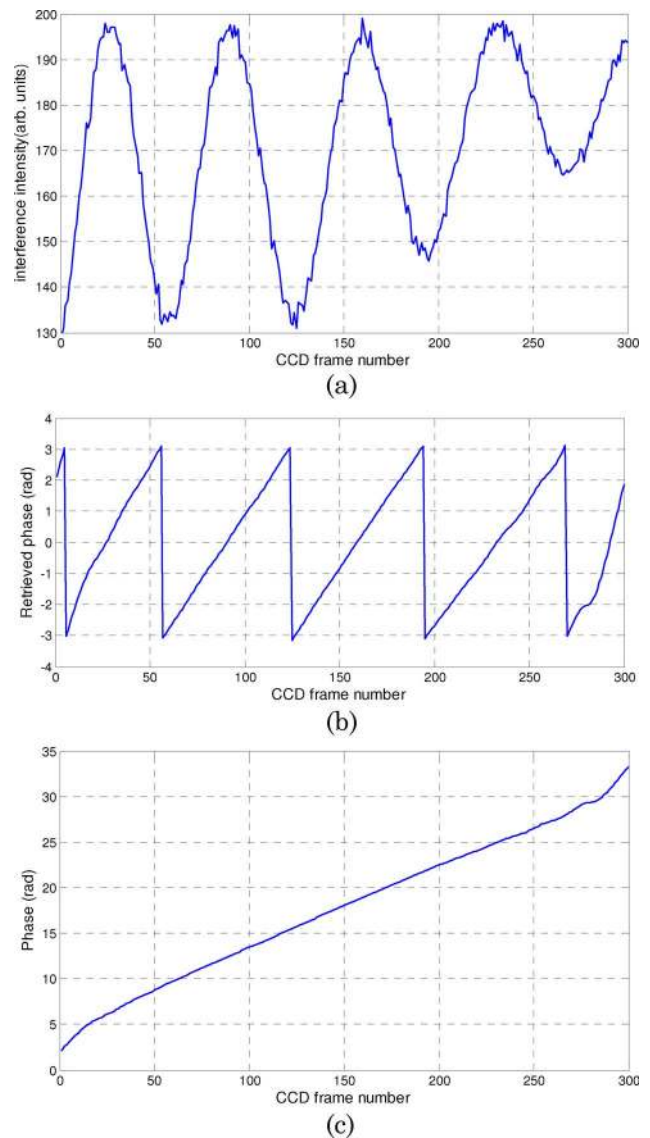 200
190
180
170
160
150
140
130
interference intensity(arb. units)
0 50 100 150 200 250 300
CCD frame number
(a)
4
3
2
1
0
-1
-2
-3
-4
Retrieved phase (rad)
0 50 100 150 200 250 300
CCD frame number
(b)
35
30
25
20
15
10
5
0
Phase (rad)
0 50 100 150 200 250 300
CCD frame number
(c)